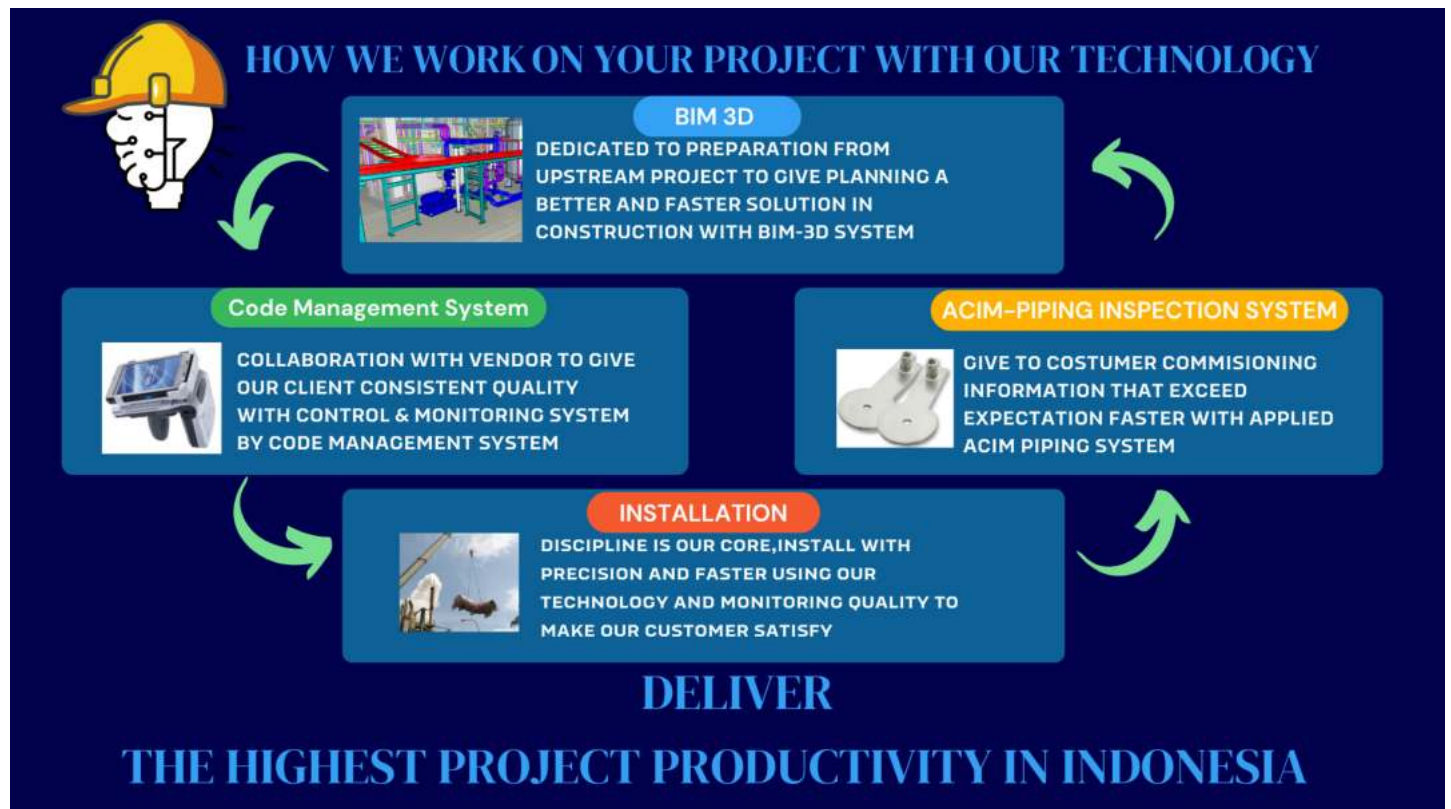 HOW WE WORK ON YOUR PROJECT WITH OUR TECHNOLOGY
BIM 3D
DEDICATED TO PREPARATION FROM
UPSTREAM PROJECT TO GIVE PLANNING A
BETTER AND FASTER SOLUTION IN
CONSTRUCTION WITH BIM-3D SYSTEM
Code Management System
COLLABORATION WITH VENDOR TO GIVE
OUR CLIENT CONSISTENT QUALITY
WITH CONTROL & MONITORING SYSTEM
BY CODE MANAGEMENT SYSTEM
ACIM-PIPING INSPECTION SYSTEM
GIVE TO COSTUMER COMMISIONING
INFORMATION THAT EXCEED
EXPECTATION FASTER WITH APPLIED
ACIM PIPING SYSTEM
INSTALLATION
DISCIPLINE IS OUR CORE,INSTALL WITH
PRECISION AND FASTER USING OUR
TECHNOLOGY AND MONITORING QUALITY TO
MAKE OUR CUSTOMER SATISFY
DELIVER
THE HIGHEST PROJECT PRODUCTIVITY IN INDONESIA